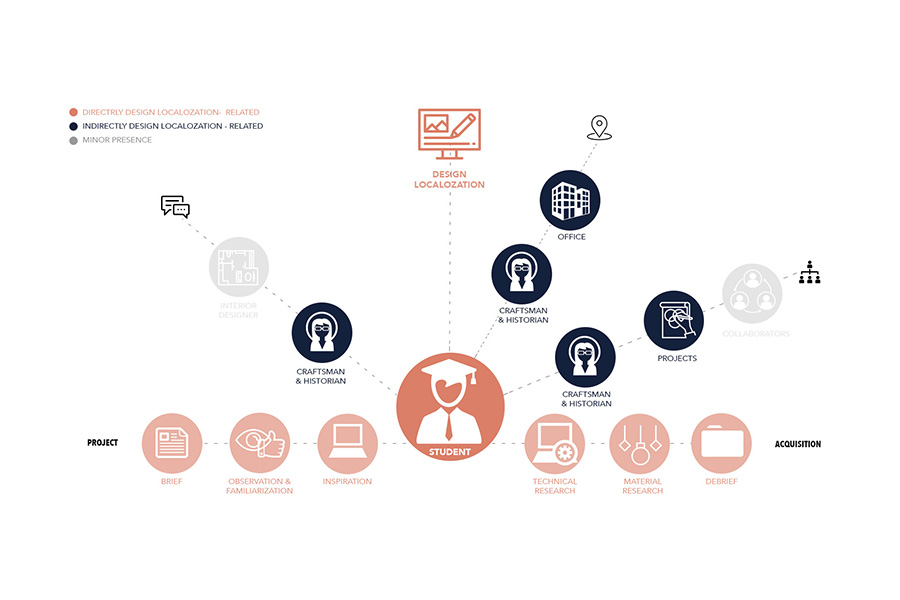 DIRECTRLY DESIGN LOCALOZATION- RELATED
INDIRECTLY DESIGN LOCALOZATION - RELATED
MINOR PRESENCE
DESIGN
LOCALOZATION
OFFICE
INTERIOR
DESIGNER
CRAFTSMAN
& HISTORIAN
COLLABORATORS
PROJECTS
CRAFTSMAN
& HISTORIAN
CRAFTSMAN
& HISTORIAN
STUDENT
PROJECT
ACQUISITION
BRIEF
OBSERVATION &
FAMILIARIZATION
INSPIRATION
TECHNICAL
RESEARCH
MATERIAL
RESEARCH
DEBRIEF